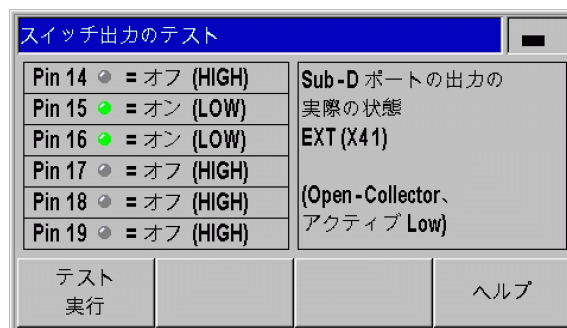 スイッチ出力のテスト
Pin 14 = オフ (HIGH)
Pin 15 = オン (LOW)
Pin 16 = オン (LOW)
Pin 17 = オフ (HIGH)
Pin 18 = オフ (HIGH)
Pin 19 = オフ (HIGH)
Sub-D ポートの出力の
実際の状態
EXT (X41)
(Open-Collector、
アクティブ Low)
テスト
実行
ヘルプ